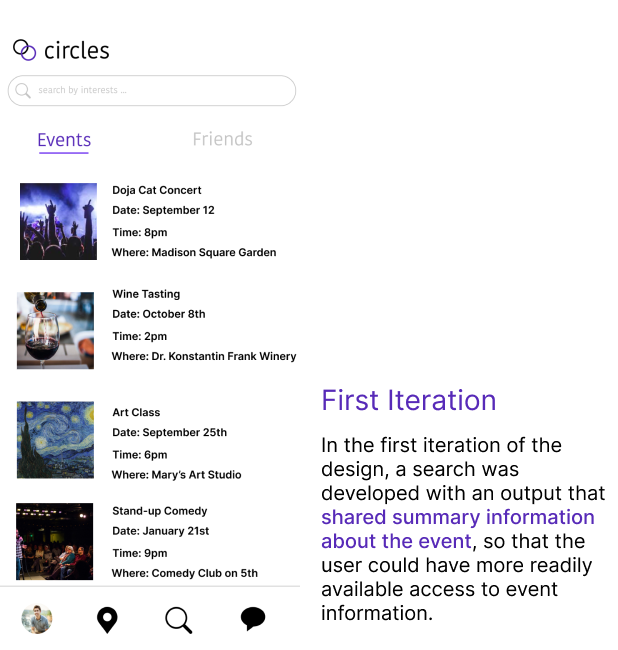 circles
search by interests ...
Events
Friends
Doja Cat Concert
Date: September 12
Time: 8pm
Where: Madison Square Garden
Wine Tasting
Date: October 8th
Time: 2pm
Where: Dr. Konstantin Frank Winery
Art Class
Date: September 25th
Time: 6pm
Where: Mary's Art Studio
Stand-up Comedy
Date: January 21st
Time: 9pm
Where: Comedy Club on 5th
First Iteration
In the first iteration of the
design, a search was
developed with an output that
shared summary information
about the event, so that the
user could have more readily
available access to event
information.